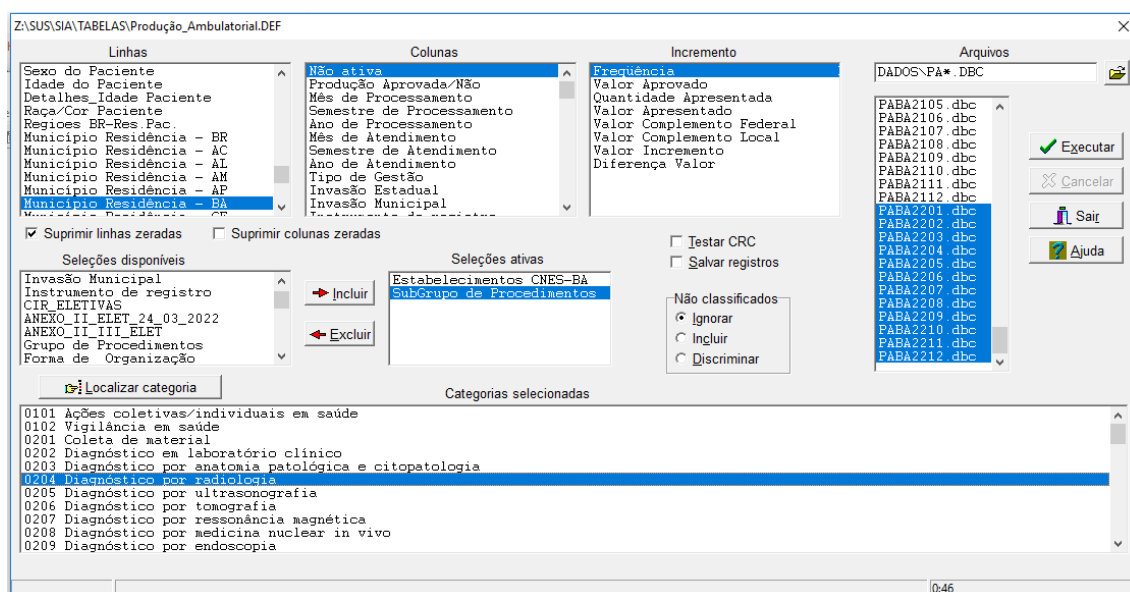 Z:\SUS\SIA\TABELAS\Produção_Ambulatorial.DEF
Linhas
Sexo do Paciente
Idade do Paciente
Detalhes_Idade Paciente
Raça/Cor Paciente
Regioes BR-Res.Pac.
Município Residência - BR
Município Residência - AC
Município Residência - AL
Município Residência - AM
Município Residência - AP
Município Residência - BA
Colunas
Não ativa
Produção Aprovada/Não
Mês de Processamento
Semestre de Processamento
Ano de Processamento
Mês de Atendimento
Semestre de Atendimento
Ano de Atendimento
Tipo de Gestão
Invasão Estadual
Invasão Municipal
Incremento
Freqüência
Valor Aprovado
Quantidade Apresentada
Valor Apresentado
Valor Complemento Federal
Valor Complemento Local
Valor Incremento
Diferença Valor
Arquivos
DADOS\PA*.DBC
PABA2105.dbc
PABA2106.dbc
PABA2107.dbc
PABA2108.dbc
PABA2109.dbc
PABA2110.dbc
PABA2111.dbc
PABA2112.dbc
PABA2201.dbc
PABA2202.dbc
PABA2203.dbc
PABA2204.dbc
PABA2205.dbc
PABA2206.dbc
PABA2207.dbc
PABA2208.dbc
PABA2209.dbc
PABA2210.dbc
PABA2211.dbc
PABA2212.dbc
Executar
Cancelar
Sair
Ajuda
Suprimir linhas zeradas
Suprimir colunas zeradas
Seleções disponíveis
Invasão Municipal
Instrumento de registro
CIR_ELETIVAS
ANEXO_II_ELET_24_03_2022
ANEXO_II_III_ELET
Grupo de Procedimentos
Forma de Organização
Incluir
Excluir
Seleções ativas
Estabelecimentos CNES-BA
SubGrupo de Procedimentos
Testar CRC
Salvar registros
Não classificados
Ignorar
Incluir
Discriminar
Localizar categoria
Categorias selecionadas
0101 Ações coletivas/individuais em saúde
0102 Vigilância em saúde
0201 Coleta de material
0202 Diagnóstico em laboratório clínico
0203 Diagnóstico por anatomia patológica e citopatologia
0204 Diagnóstico por radiologia
0205 Diagnóstico por ultrasonografia
0206 Diagnóstico por tomografia
0207 Diagnóstico por ressonância magnética
0208 Diagnóstico por medicina nuclear in vivo
0209 Diagnóstico por endoscopia
0:46